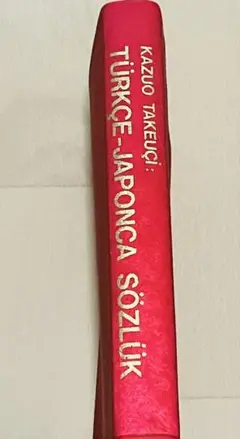 KAZUO TAKEUÇİ:
TÜRKÇE-JAPONCA SÖZLÜK